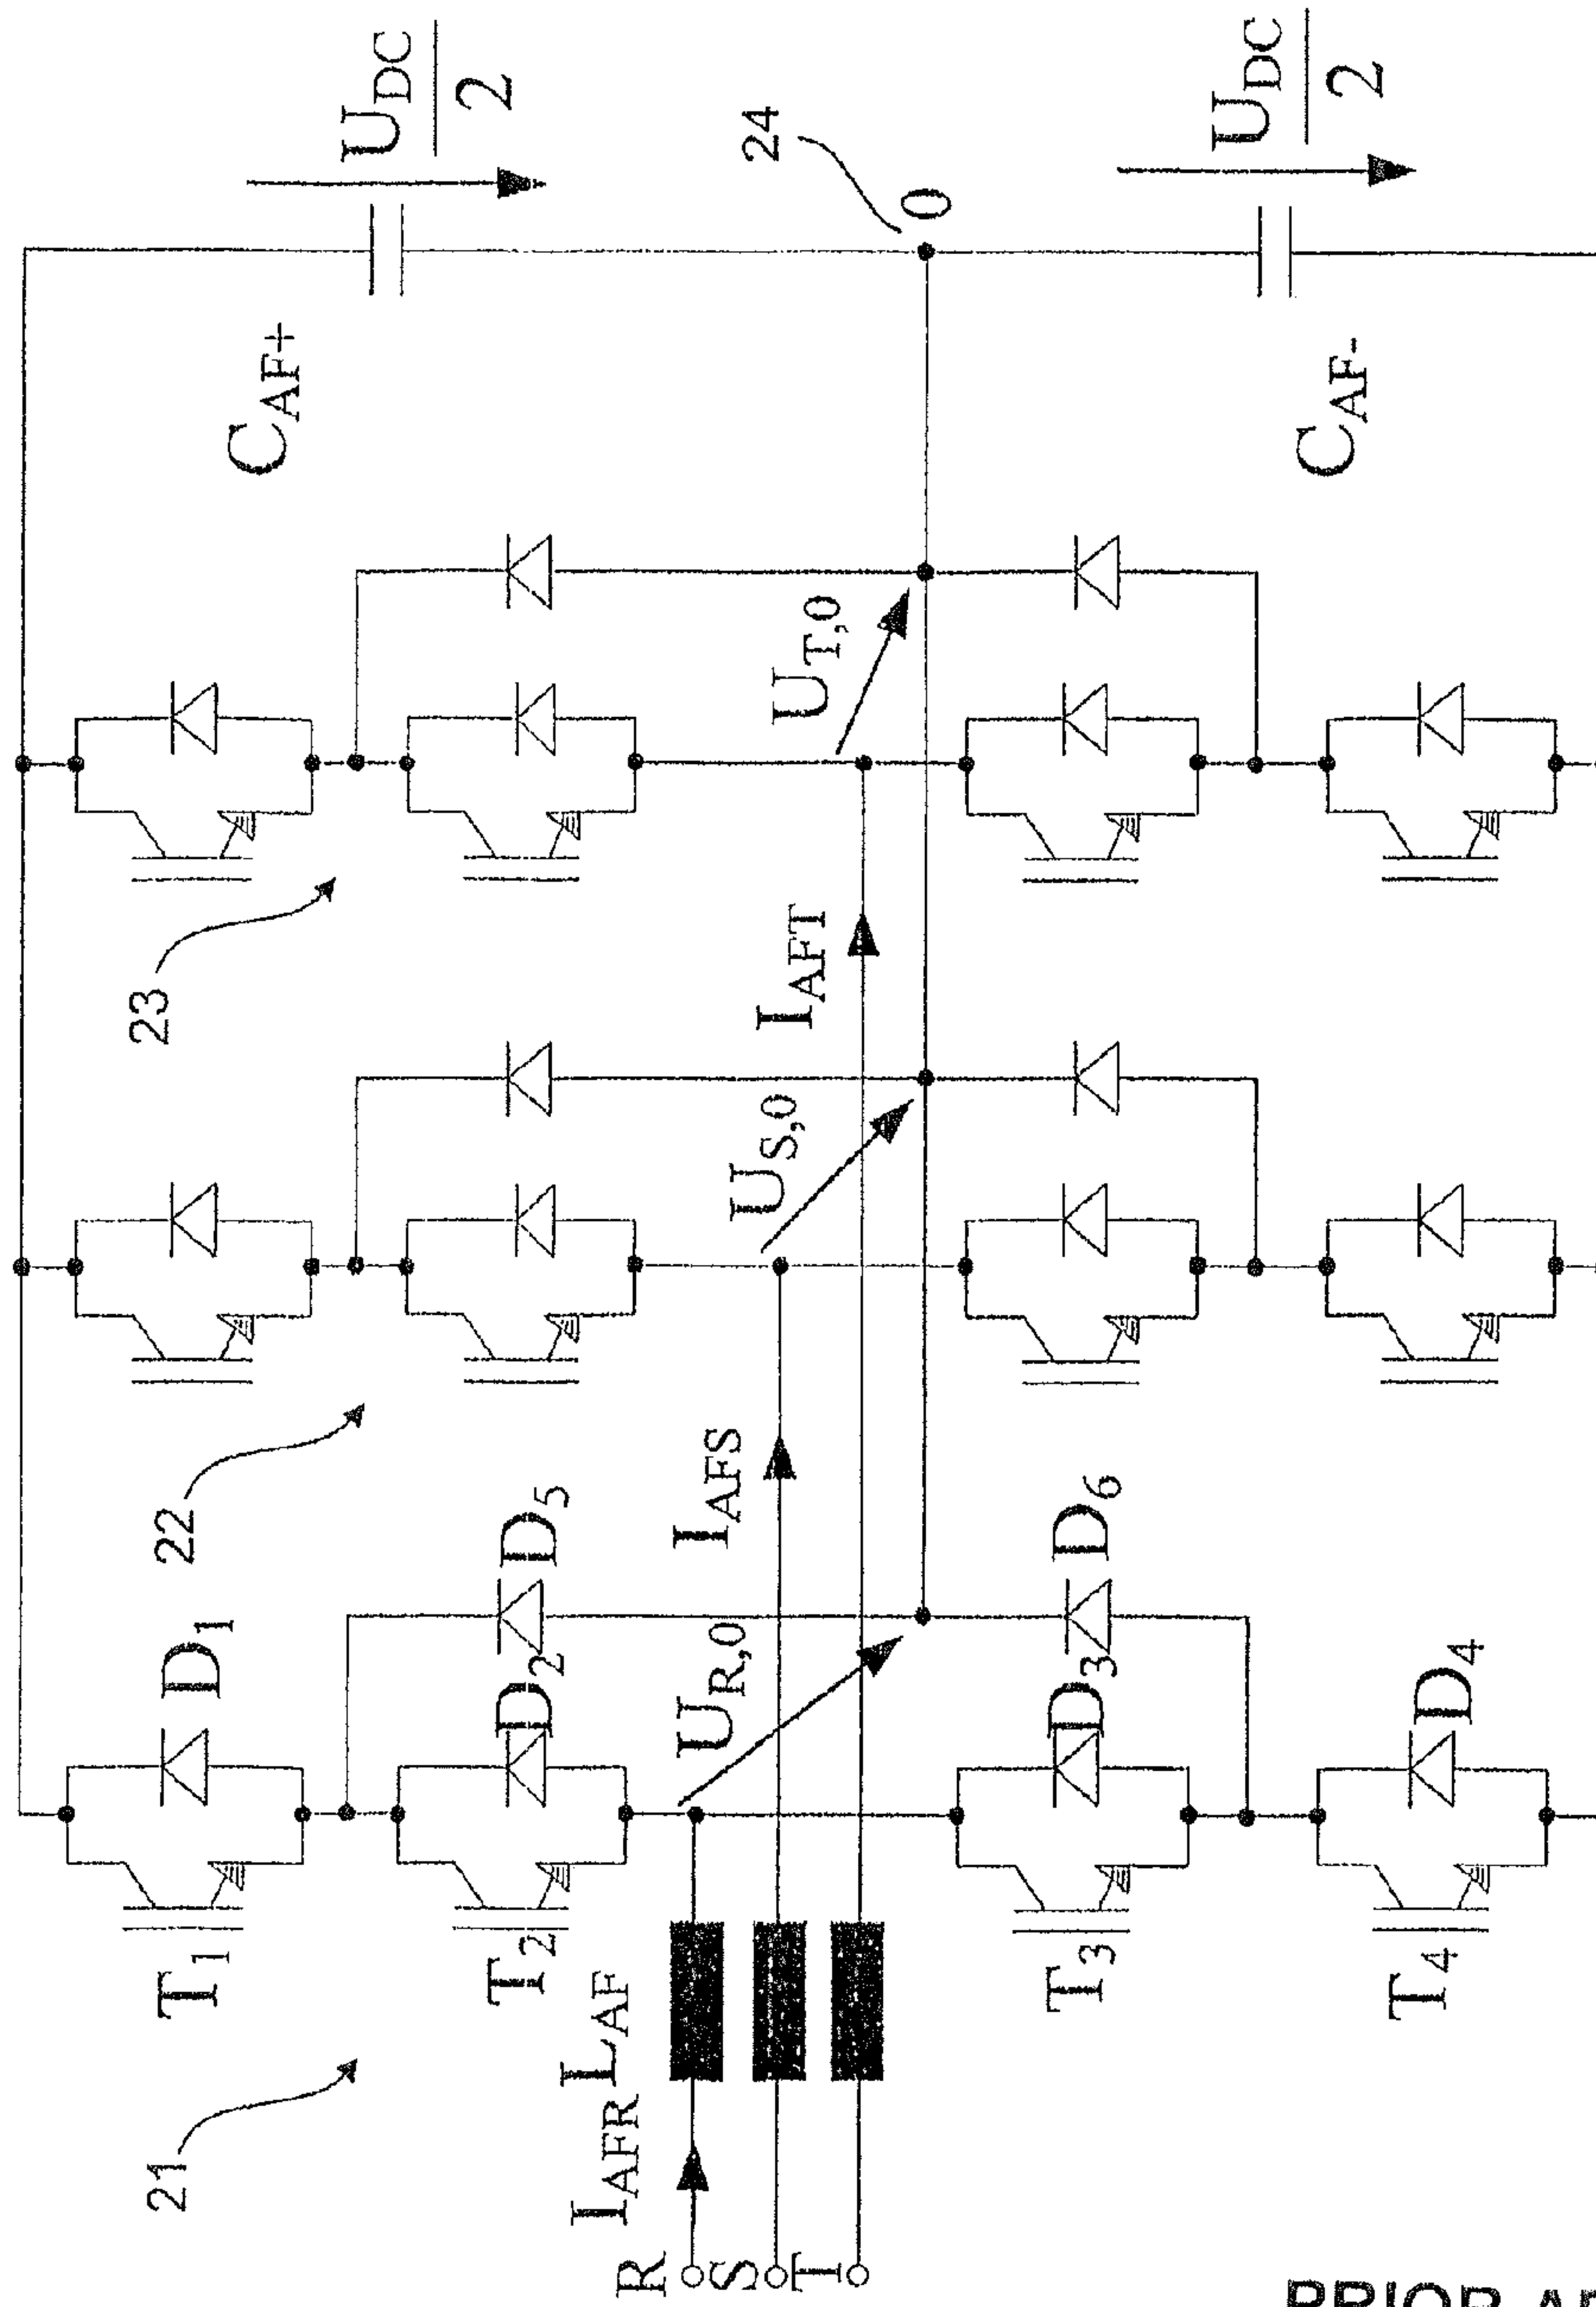 U_DC
2
24
0
U_DC
2
C_AF+
C_AF-
U_T,0
23
I_AFT
U_S,0
22
I_AFS
D_1
D_5
D_2
D_6
D_3
D_4
U_R,0
T_1
T_2
T_3
T_4
L_AF
21
I_AFR
R
S
T